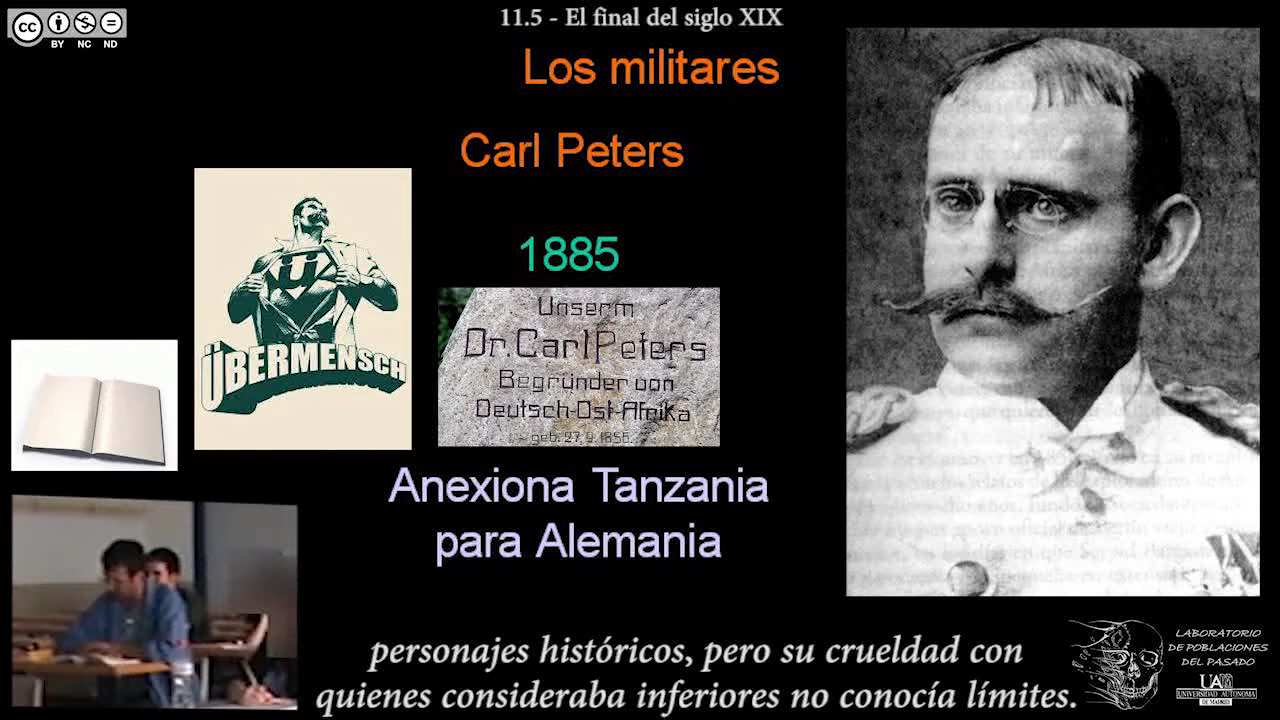 11.5 - El final del siglo XIX
BY NC ND
Los militares
Carl Peters
1885
Ü
ÜBERMENSCH
Unserm
Dr. Carl Peters
Begründer von
Deutsch-Ost-Afrika
geb. 27.9.1856.
Anexiona Tanzania
para Alemania
personajes históricos, pero su crueldad con
quienes consideraba inferiores no conocía límites.
LABORATORIO
DE POBLACIONES
DEL PASADO
UAM
UNIVERSIDAD AUTONOMA
DE MADRID